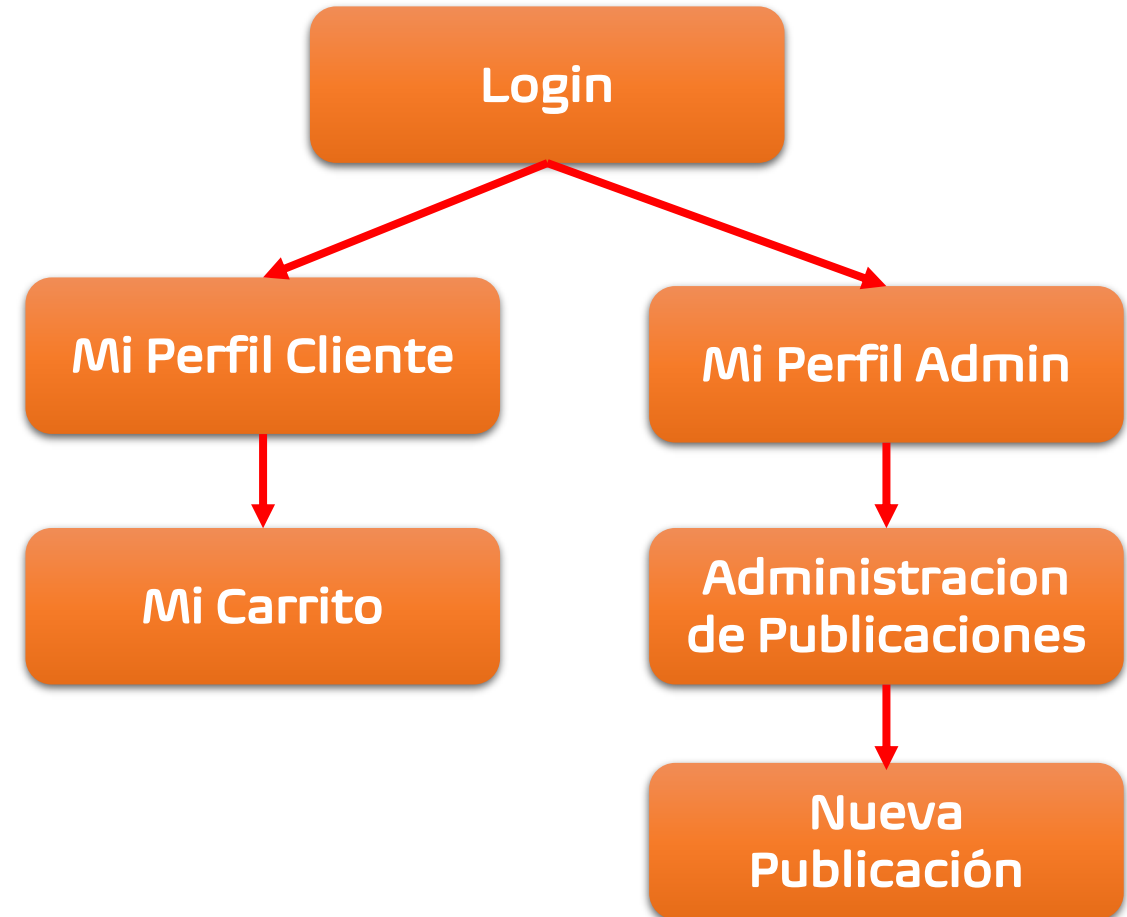 Login
Mi Perfil Cliente
Mi Perfil Admin
Mi Carrito
Administracion
de Publicaciones
Nueva
Publicación